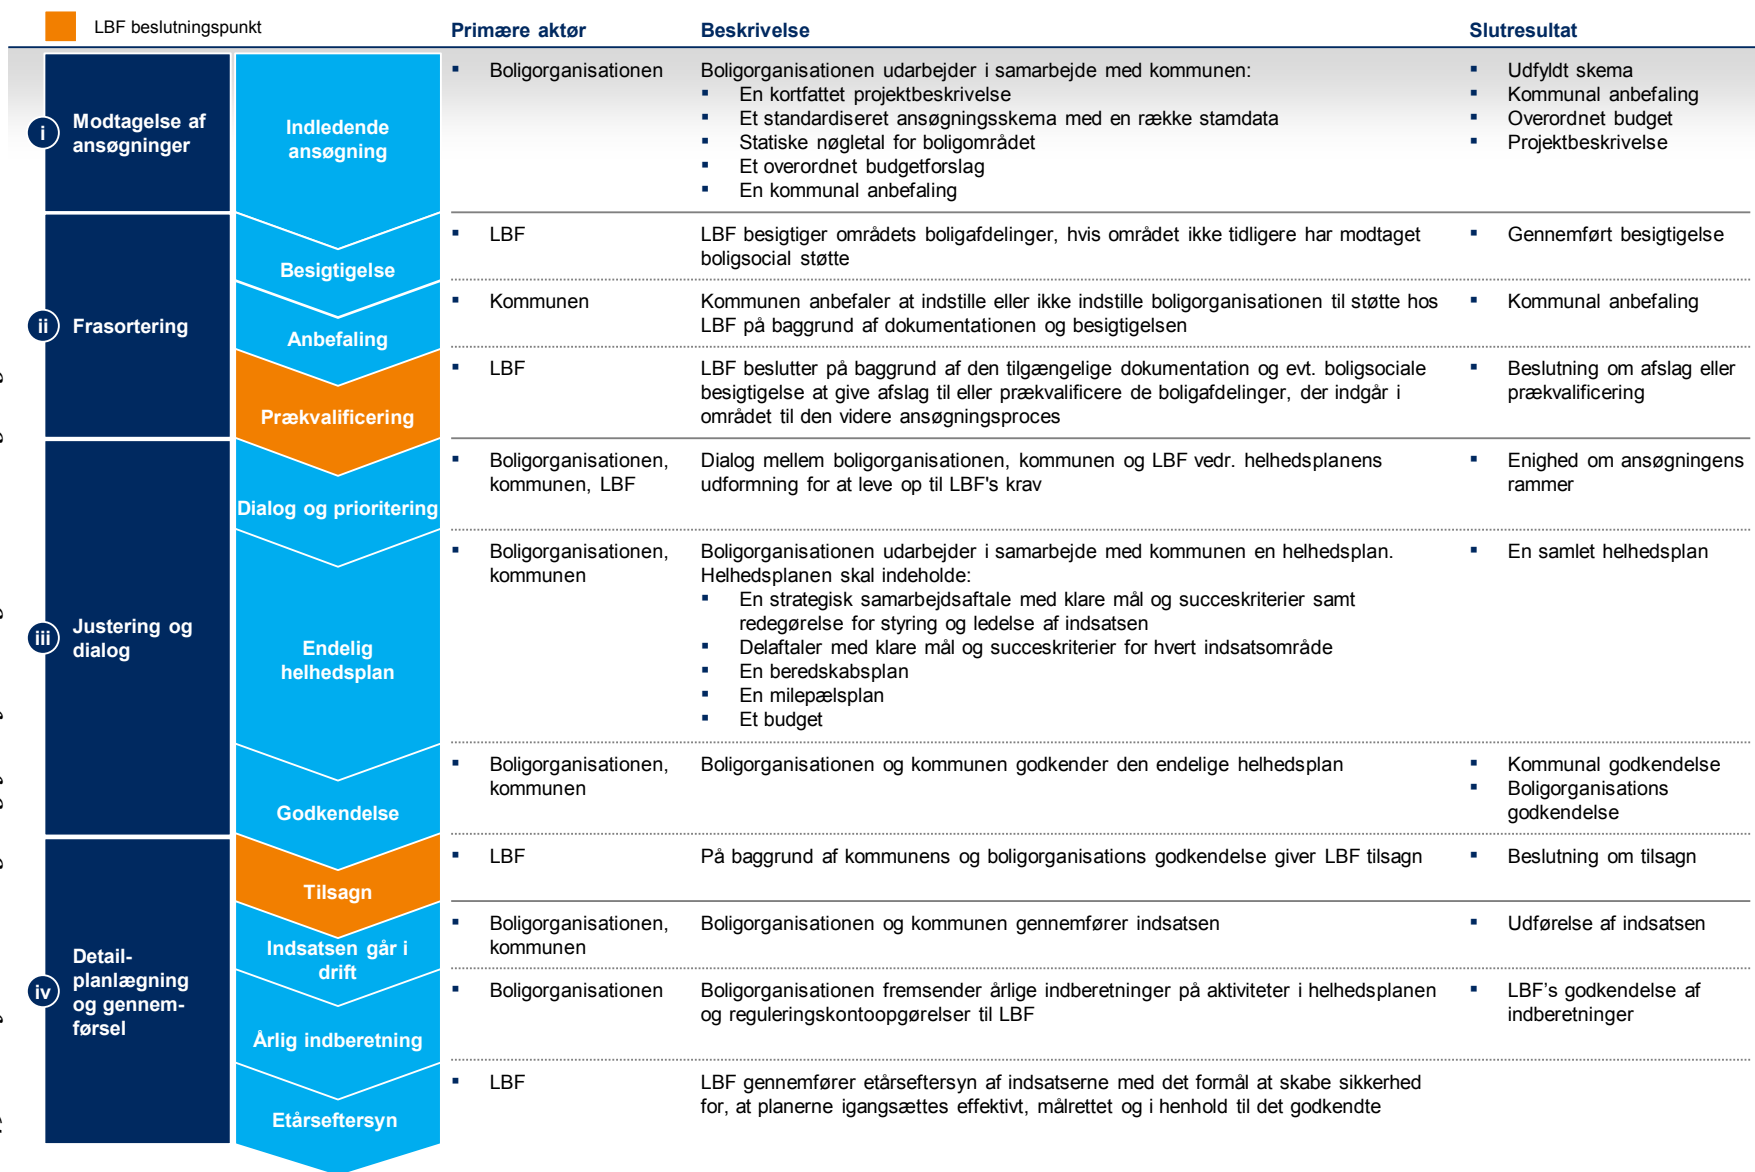 LBF beslutningspunkt
Primære aktør
Beskrivelse
Slutresultat
i
Modtagelse af
ansøgninger
Indledende
ansøgning
▪ Boligorganisationen
Boligorganisationen udarbejder i samarbejde med kommunen:
▪ En kortfattet projektbeskrivelse
▪ Et standardiseret ansøgningsskema med en række stamdata
▪ Statiske nøgletal for boligområdet
▪ Et overordnet budgetforslag
▪ En kommunal anbefaling
▪ Udfyldt skema
▪ Kommunal anbefaling
▪ Overordnet budget
▪ Projektbeskrivelse
ii
Frasortering
Besigtigelse
▪ LBF
LBF besigtiger områdets boligafdelinger, hvis området ikke tidligere har modtaget
boligsocial støtte
▪ Gennemført besigtigelse
Anbefaling
▪ Kommunen
Kommunen anbefaler at indstille eller ikke indstille boligorganisationen til støtte hos
LBF på baggrund af dokumentationen og besigtigelsen
▪ Kommunal anbefaling
Prækvalificering
▪ LBF
LBF beslutter på baggrund af den tilgængelige dokumentation og evt. boligsociale
besigtigelse at give afslag til eller prækvalificere de boligafdelinger, der indgår i
området til den videre ansøgningsproces
▪ Beslutning om afslag eller
prækvalificering
iii
Justering og
dialog
Dialog og prioritering
▪ Boligorganisationen,
kommunen, LBF
Dialog mellem boligorganisationen, kommunen og LBF vedr. helhedsplanens
udformning for at leve op til LBF's krav
▪ Enighed om ansøgningens
rammer
Endelig
helhedsplan
▪ Boligorganisationen,
kommunen
Boligorganisationen udarbejder i samarbejde med kommunen en helhedsplan.
Helhedsplanen skal indeholde:
▪ En strategisk samarbejdsaftale med klare mål og succeskriterier samt
redegørelse for styring og ledelse af indsatsen
▪ Delaftaler med klare mål og succeskriterier for hvert indsatsområde
▪ En beredskabsplan
▪ En milepælsplan
▪ Et budget
▪ En samlet helhedsplan
Godkendelse
▪ Boligorganisationen,
kommunen
Boligorganisationen og kommunen godkender den endelige helhedsplan
▪ Kommunal godkendelse
▪ Boligorganisations
godkendelse
iv
Detail-
planlægning
og gennem-
førsel
Tilsagn
▪ LBF
På baggrund af kommunens og boligorganisations godkendelse giver LBF tilsagn
▪ Beslutning om tilsagn
Indsatsen går i
drift
▪ Boligorganisationen,
kommunen
Boligorganisationen og kommunen gennemfører indsatsen
▪ Udførelse af indsatsen
Årlig indberetning
▪ Boligorganisationen
Boligorganisationen fremsender årlige indberetninger på aktiviteter i helhedsplanen
og reguleringskontoopgørelser til LBF
▪ LBF’s godkendelse af
indberetninger
Etårseftersyn
▪ LBF
LBF gennemfører etårseftersyn af indsatserne med det formål at skabe sikkerhed
for, at planerne igangsættes effektivt, målrettet og i henhold til det godkendte